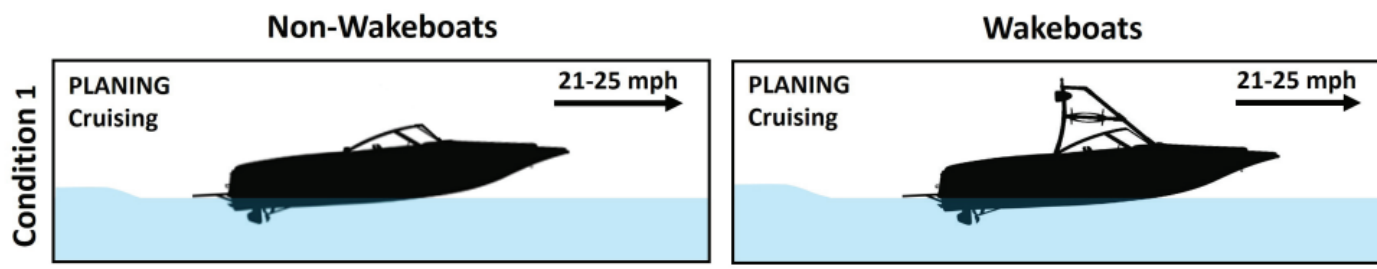 Non-Wakeboats
Wakeboats
Condition 1
PLANING
Cruising
21-25 mph
PLANING
Cruising
21-25 mph